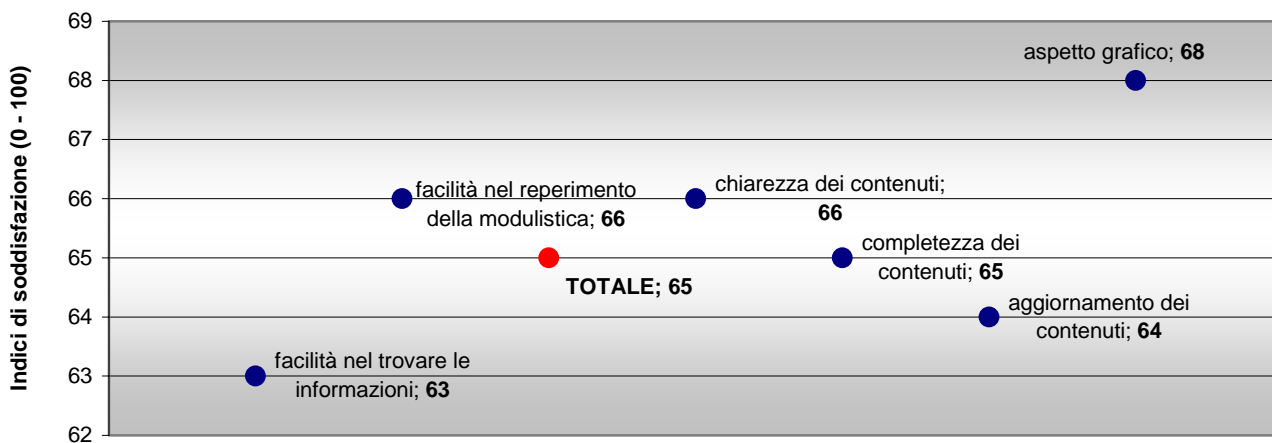 Indici di soddisfazione (0 - 100)
69
68
67
66
65
64
63
62
aspetto grafico; 68
facilità nel reperimento
della modulistica; 66
chiarezza dei contenuti;
66
TOTALE; 65
completezza dei
contenuti; 65
aggiornamento dei
contenuti; 64
facilità nel trovare le
informazioni; 63